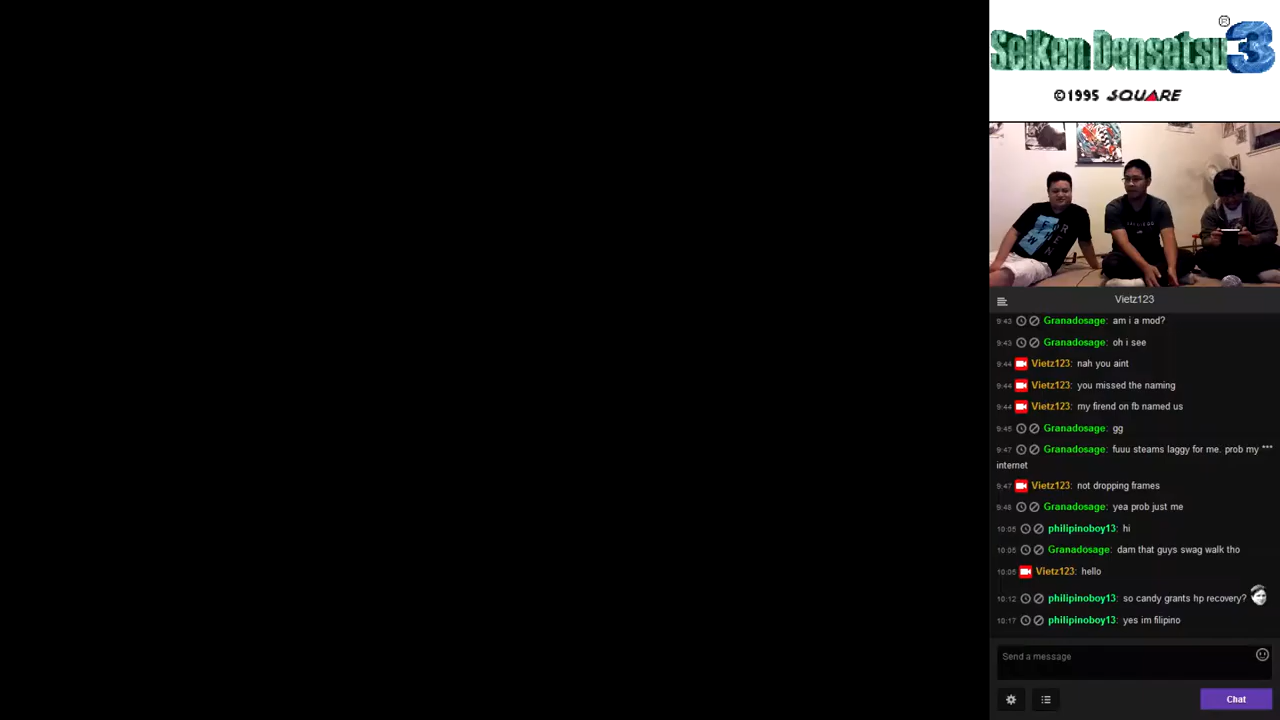 Seiken Densetsu 3
®
©1995 SQUARE
Vietz123
9:43 Granadosage: am i a mod?
9:43 Granadosage: oh i see
9:44 Vietz123: nah you aint
9:44 Vietz123: you missed the naming
9:44 Vietz123: my firend on fb named us
9:45 Granadosage: gg
9:47 Granadosage: fuuu steams laggy for me. prob my ***
internet
9:47 Vietz123: not dropping frames
9:48 Granadosage: yea prob just me
10:05 philipinoboy13: hi
10:05 Granadosage: dam that guys swag walk tho
10:05 Vietz123: hello
10:12 philipinoboy13: so candy grants hp recovery?
10:17 philipinoboy13: yes im filipino
Send a message
Chat